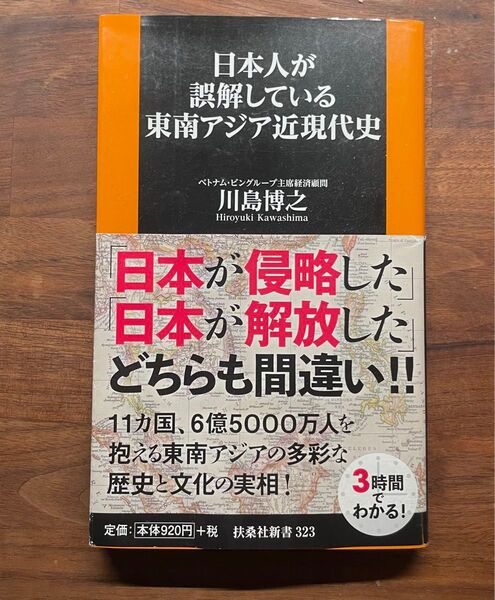 日本人が
誤解している
東南アジア近現代史
ベトナム・ビングループ主席経済顧問
川島博之
Hiroyuki Kawashima
「日本が侵略した」
「日本が解放した」
どちらも間違い!!
11カ国、6億5000万人を
抱える東南アジアの多彩な
歴史と文化の実相！
3時間で
わかる！
定価：本体920円＋税
扶桑社新書 323